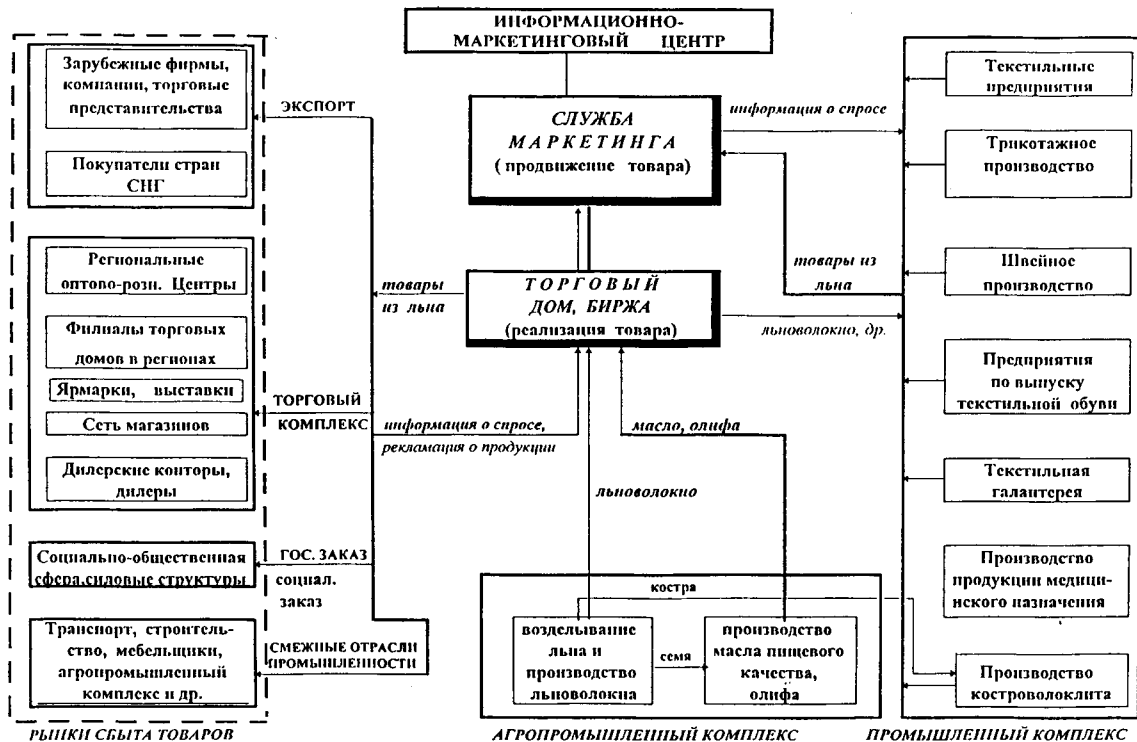 ИНФОРМАЦИОННО-
МАРКЕТИНГОВЫЙ ЦЕНТР
Зарубежные фирмы,
компании, торговые
представительства
Покупатели стран
СНГ
Региональные
оптово-розн. Центры
Филиалы торговых
домов в регионах
Ярмарки, выставки
Сеть магазинов
Дилерские конторы,
дилеры
Социально-общественная
сфера,силовые структуры
Транспорт, строитель-
ство, мебельщики,
агропромышленный
комплекс и др.
РЫНКИ СБЫТА ТОВАРОВ
ЭКСПОРТ
товары
из льна
ТОРГОВЫЙ
КОМПЛЕКС
информация о спросе,
рекламация о продукции
ГОС. ЗАКАЗ
социал.
заказ
СМЕЖНЫЕ ОТРАСЛИ
ПРОМЫШЛЕННОСТИ
СЛУЖБА
МАРКЕТИНГА
( продвижение товара)
ТОРГОВЫЙ
ДОМ, БИРЖА
(реализация товара)
информация о спросе
товары из
льна
льноволокно, др.
масло, олифа
льноволокно
костра
возделывание
льна и
производство
льноволокна
семя
производство
масла пищевого
качества,
олифа
АГРОПРОМЫШЛЕННЫЙ КОМПЛЕКС
Текстильные
предприятия
Трикотажное
производство
Швейное
производство
Предприятия
по выпуску
текстильной обуви
Текстильная
галантерея
Производство
продукции медици-
нского назначения
Производство
костроволоклита
ПРОМЫШЛЕННЫЙ КОМПЛЕКС